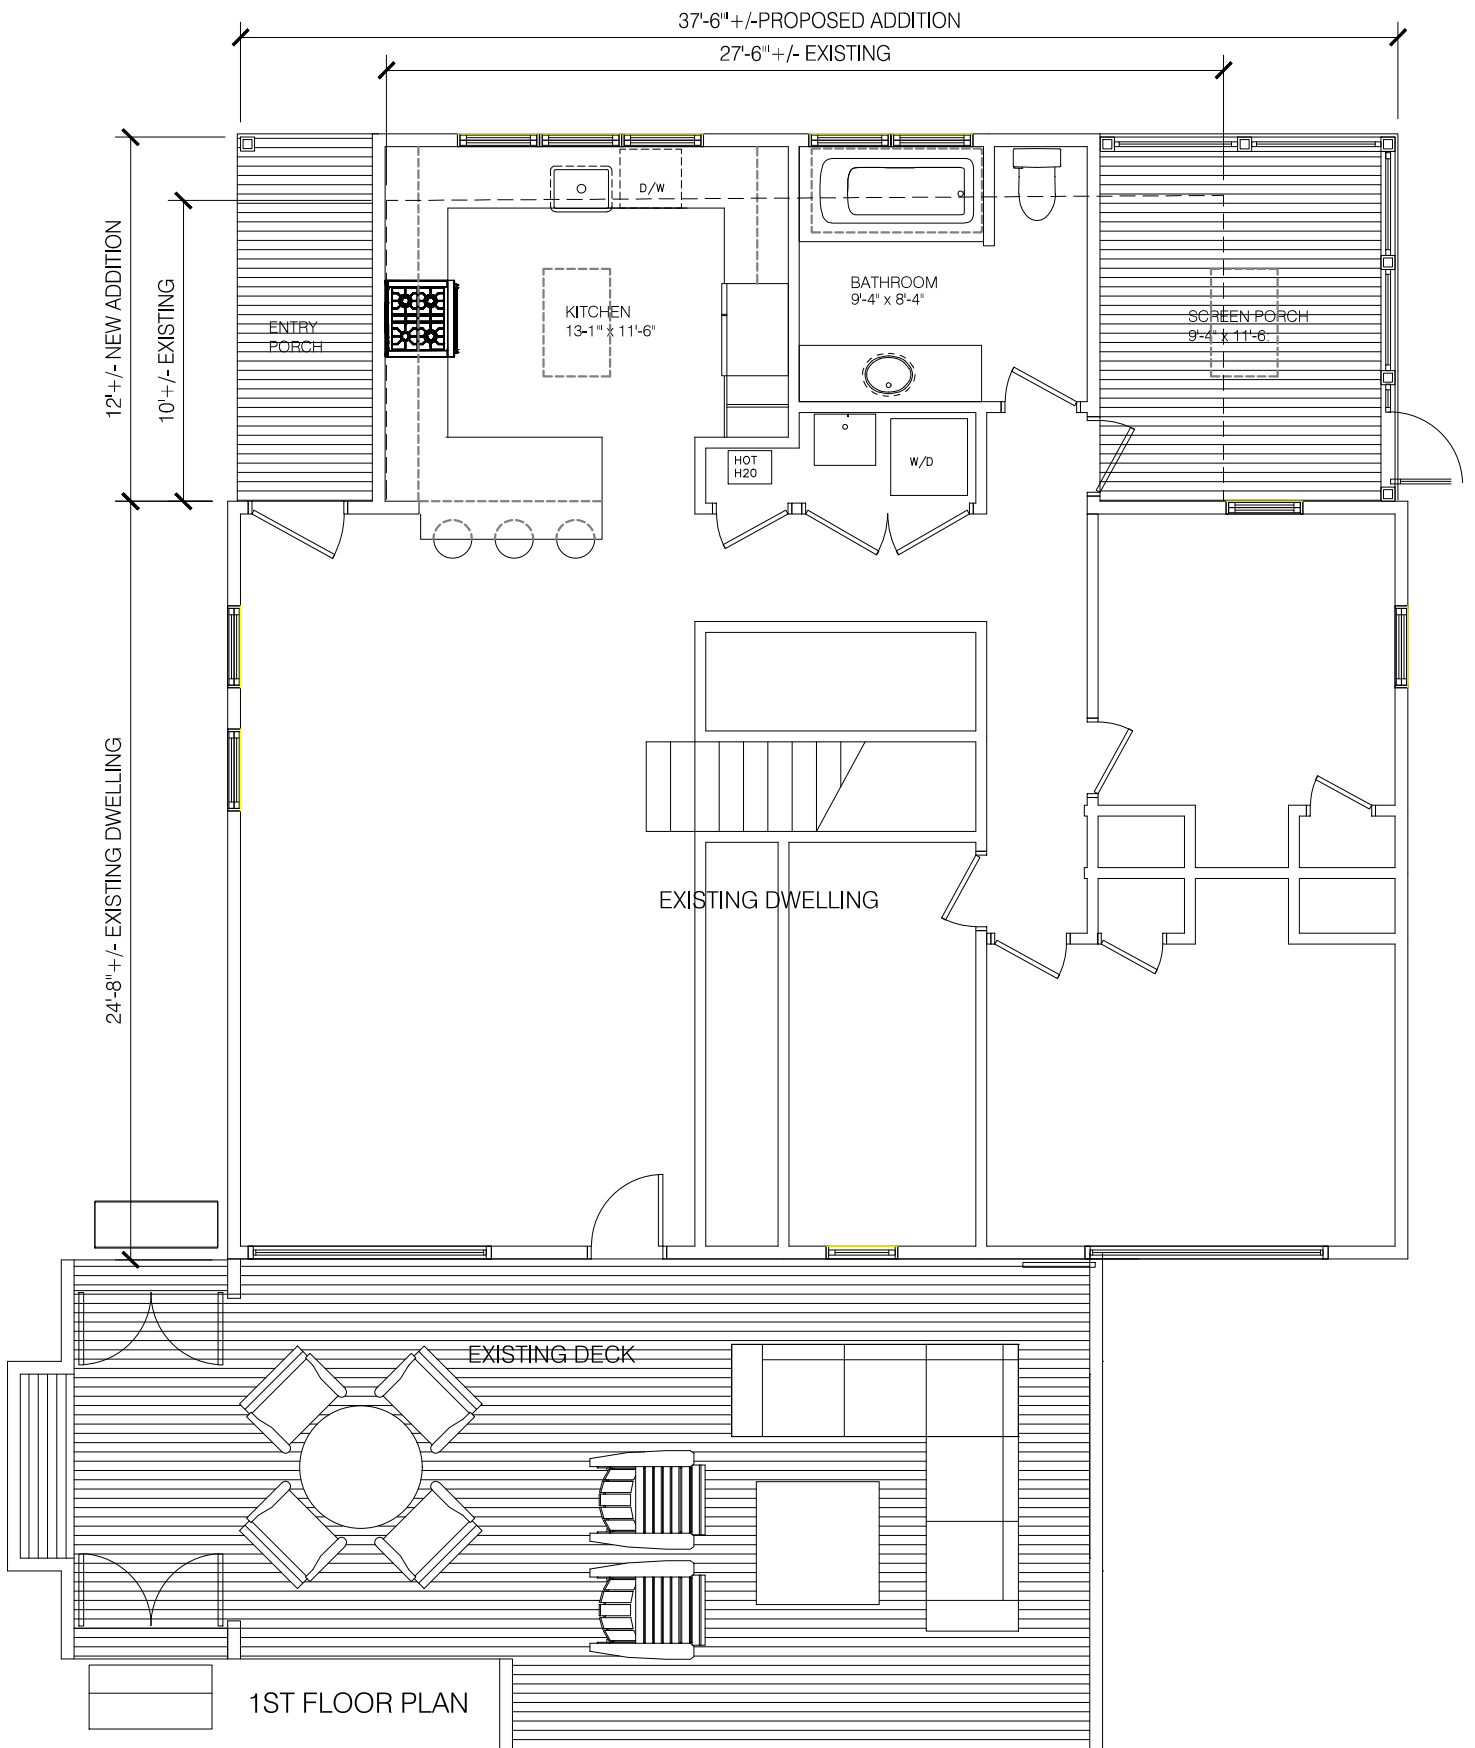 37'-6"'+/-PROPOSED ADDITION
27'-6"'+/- EXISTING
12'+/- NEW ADDITION
10'+/- EXISTING
D/W
BATHROOM
9'-4" x 8'-4"
KITCHEN
13-1"' x 11'-6"
ENTRY
PORCH
SCREEN PORCH
9'-4" x 11'-6:
HOT
H20
W/D
24'-8"+/- EXISTING DWELLING
EXISTING DWELLING
EXISTING DECK
1ST FLOOR PLAN